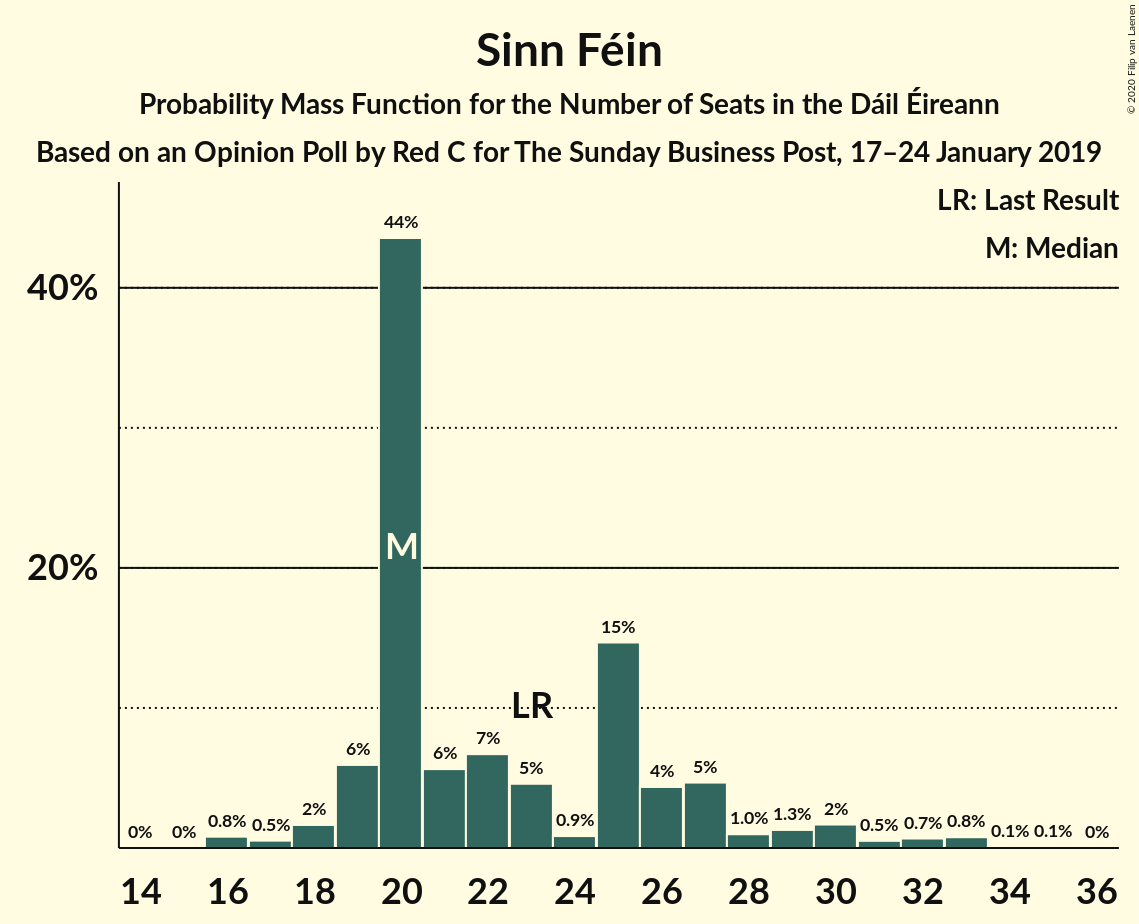 Sinn Féin
Probability Mass Function for the Number of Seats in the Dáil Éireann
Based on an Opinion Poll by Red C for The Sunday Business Post, 17–24 January 2019
© 2020 Filip van Laenen
LR: Last Result
M: Median
40%
20%
0%
0%
0.8%
0.5%
2%
6%
44%
6%
7%
5%
0.9%
15%
4%
5%
1.0%
1.3%
2%
0.5%
0.7%
0.8%
0.1%
0.1%
0%
M
LR
14 16 18 20 22 24 26 28 30 32 34 36